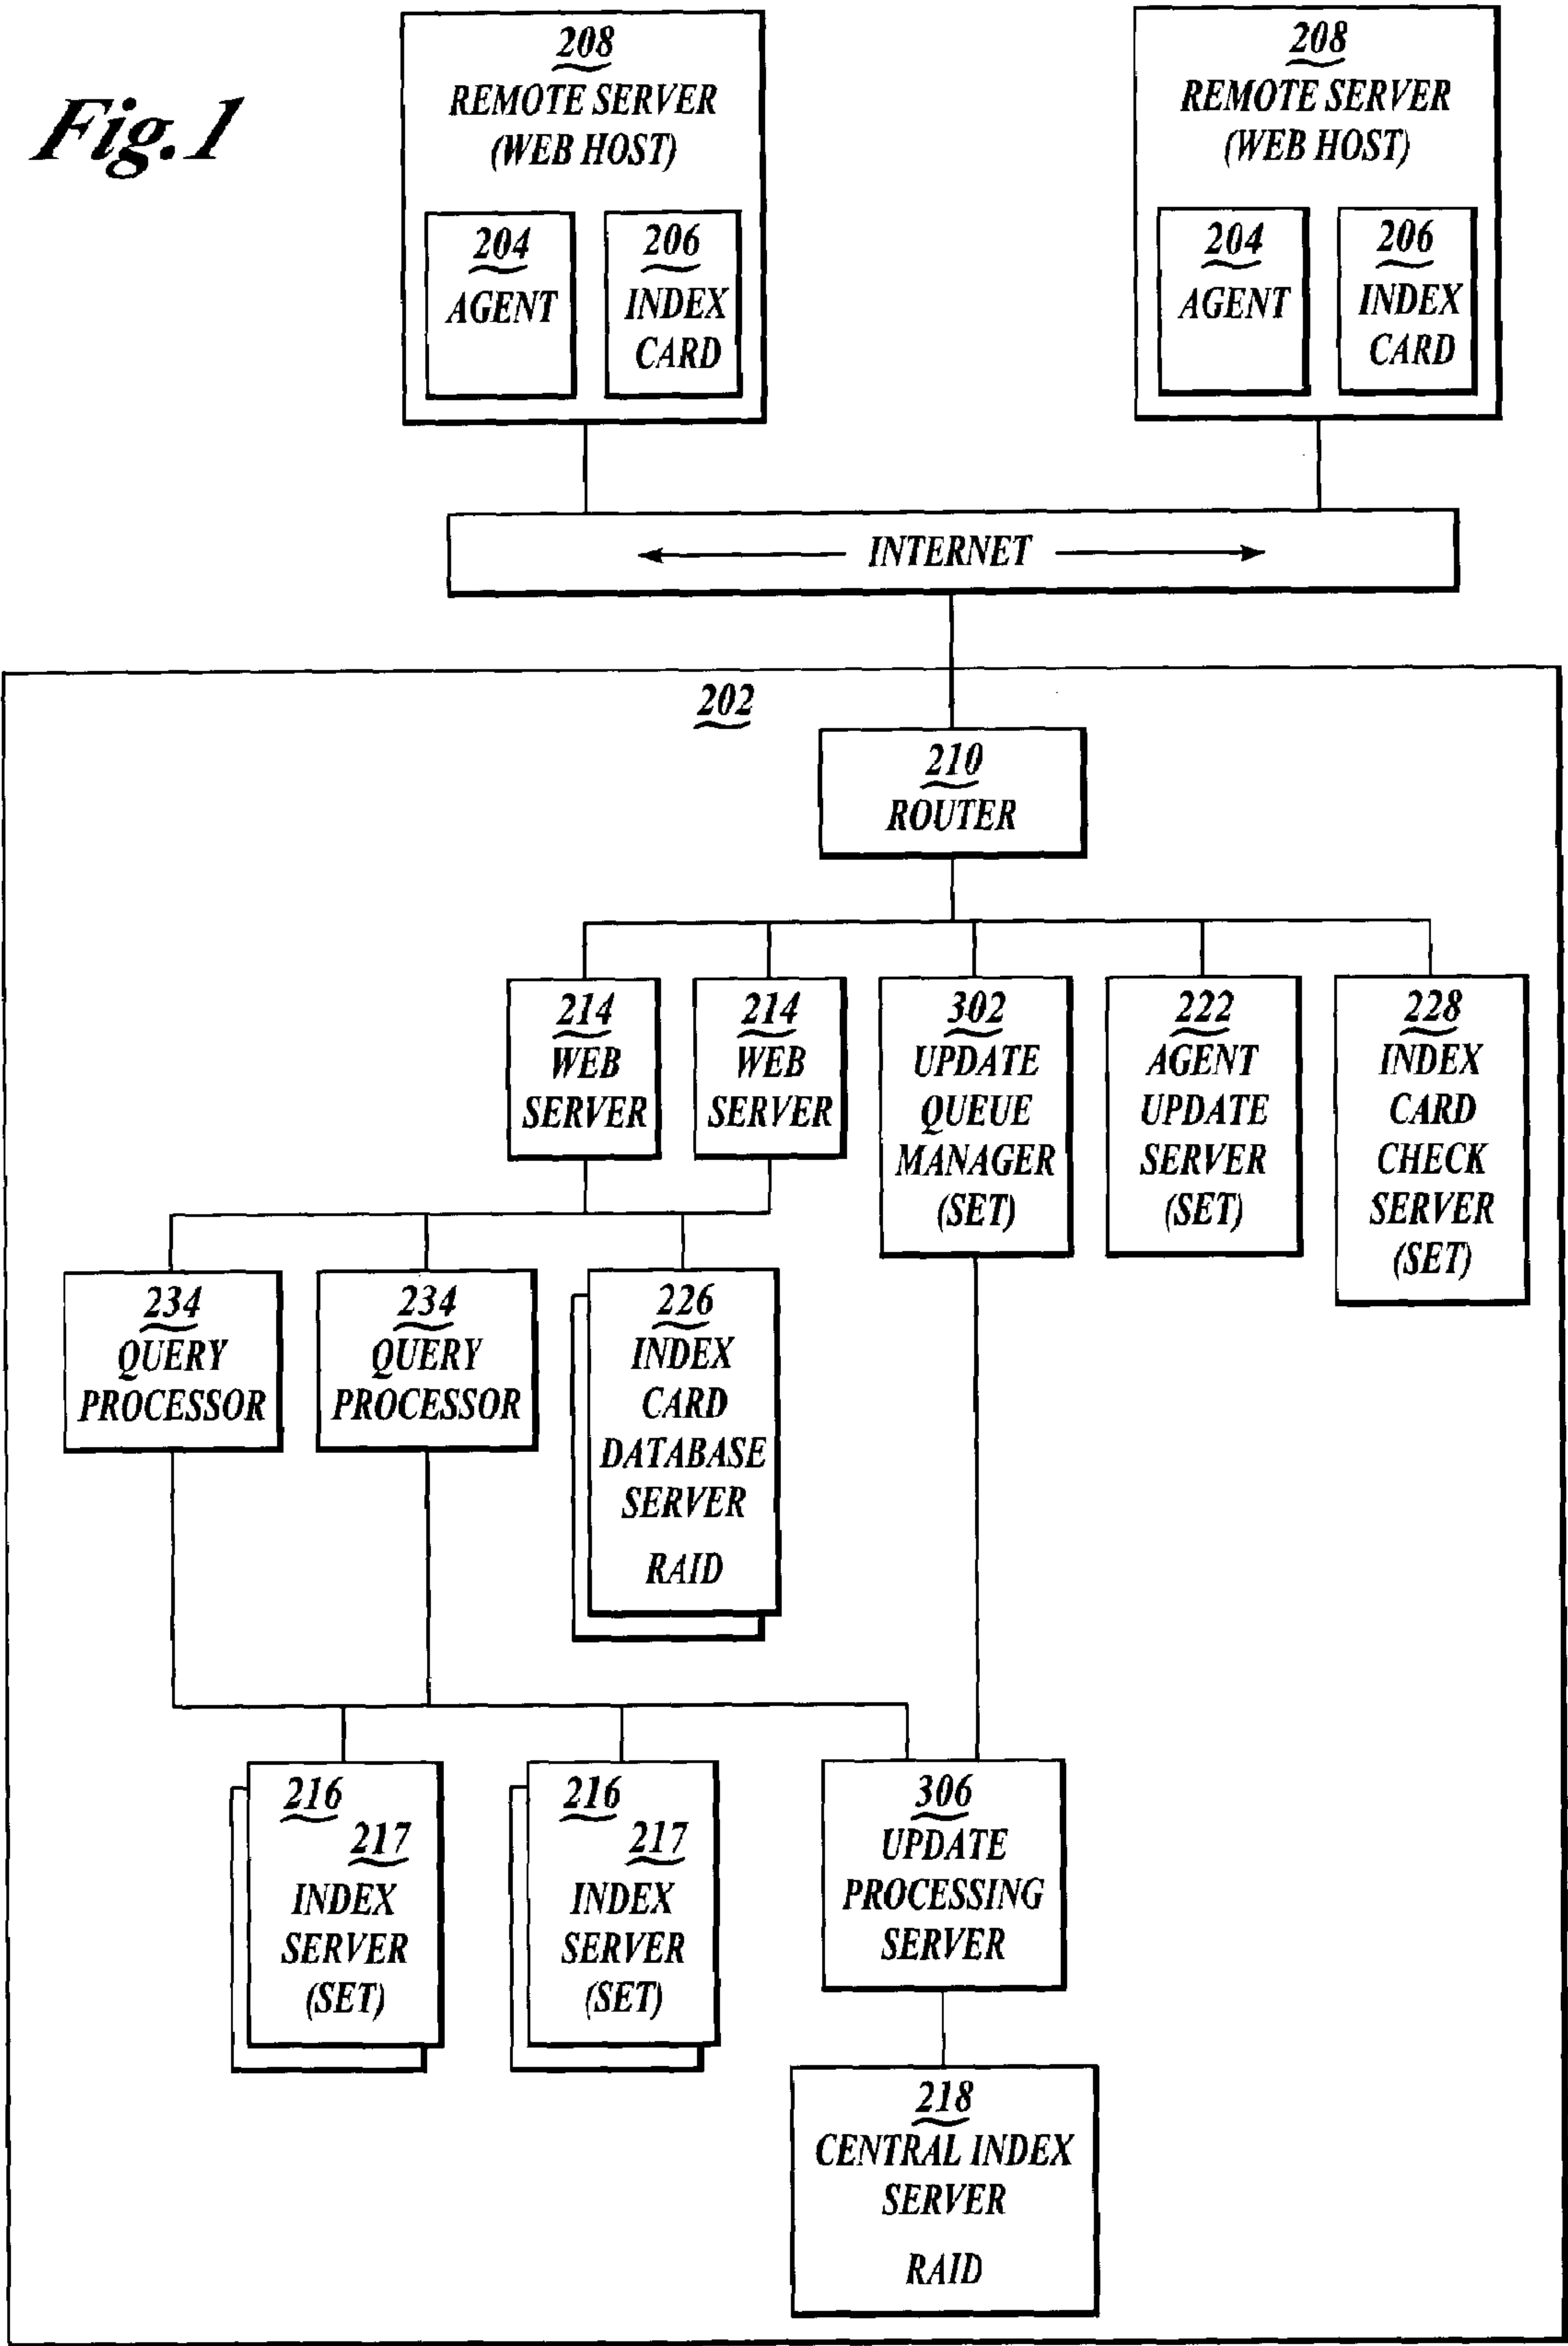 Fig.1
208
REMOTE SERVER
(WEB HOST)
204
AGENT
206
INDEX
CARD
208
REMOTE SERVER
(WEB HOST)
204
AGENT
206
INDEX
CARD
INTERNET
202
210
ROUTER
214
WEB
SERVER
214
WEB
SERVER
302
UPDATE
QUEUE
MANAGER
(SET)
222
AGENT
UPDATE
SERVER
(SET)
228
INDEX
CARD
CHECK
SERVER
(SET)
234
QUERY
PROCESSOR
234
QUERY
PROCESSOR
226
INDEX
CARD
DATABASE
SERVER
RAID
216
217
INDEX
SERVER
(SET)
216
217
INDEX
SERVER
(SET)
306
UPDATE
PROCESSING
SERVER
218
CENTRAL INDEX
SERVER
RAID